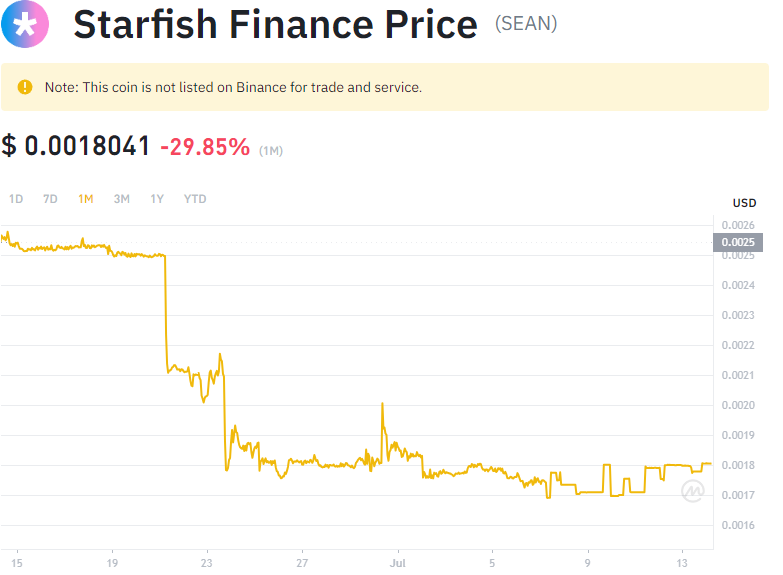 Starfish Finance Price (SEAN)
Note: This coin is not listed on Binance for trade and service.
$ 0.0018041 -29.85% (1M)
1D 7D 1M 3M 1Y YTD
USD
0.0026
0.0025
0.0025
0.0024
0.0023
0.0022
0.0021
0.0020
0.0019
0.0018
0.0017
0.0016
15 19 23 27 Jul 5 9 13